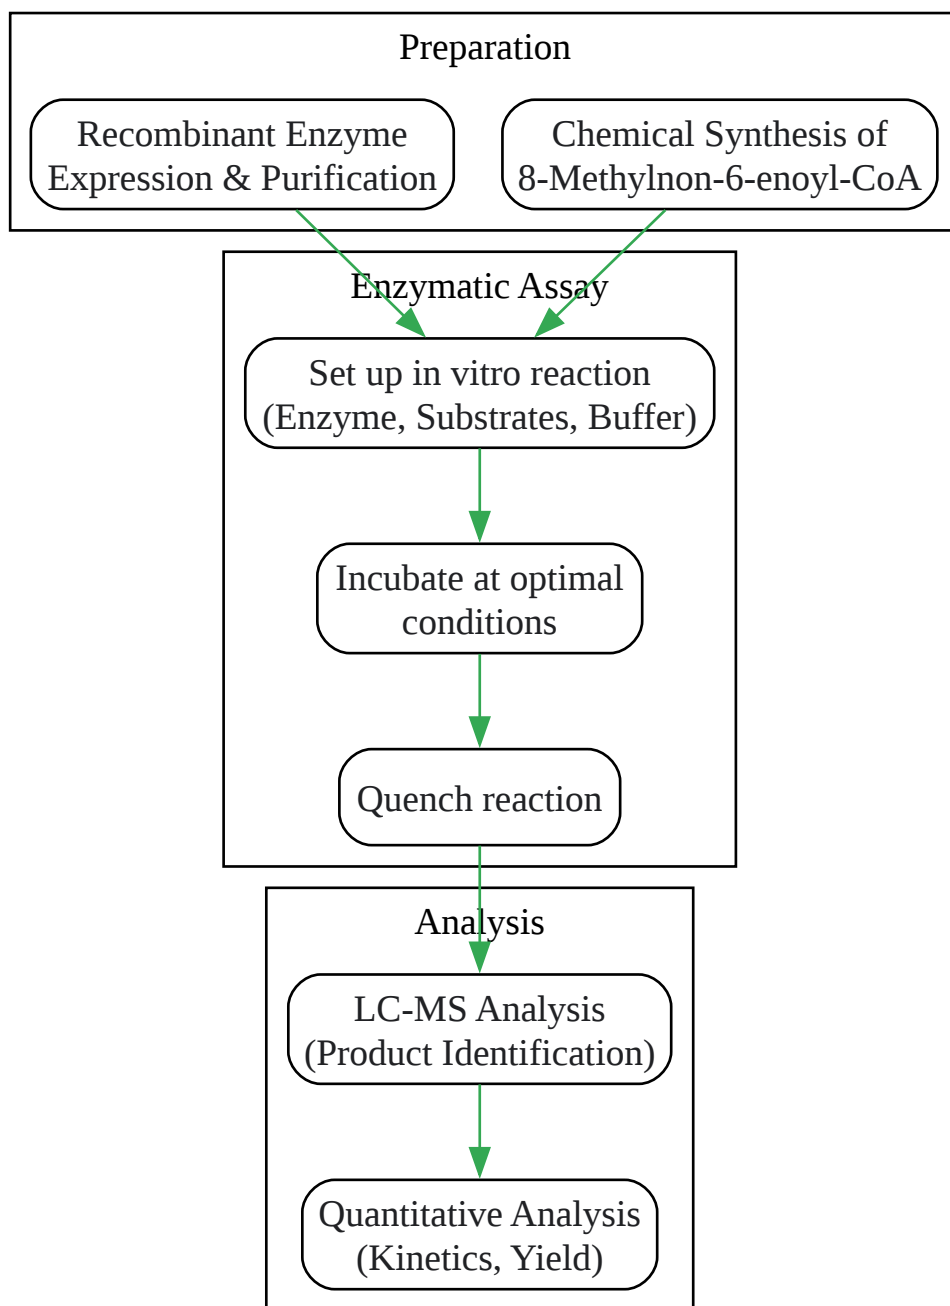 Preparation
Recombinant Enzyme
Expression & Purification
Chemical Synthesis of
8-Methylnon-6-enoyl-CoA
Enzymatic Assay
Set up in vitro reaction
(Enzyme, Substrates, Buffer)
Incubate at optimal
conditions
Quench reaction
Analysis
LC-MS Analysis
(Product Identification)
Quantitative Analysis
(Kinetics, Yield)